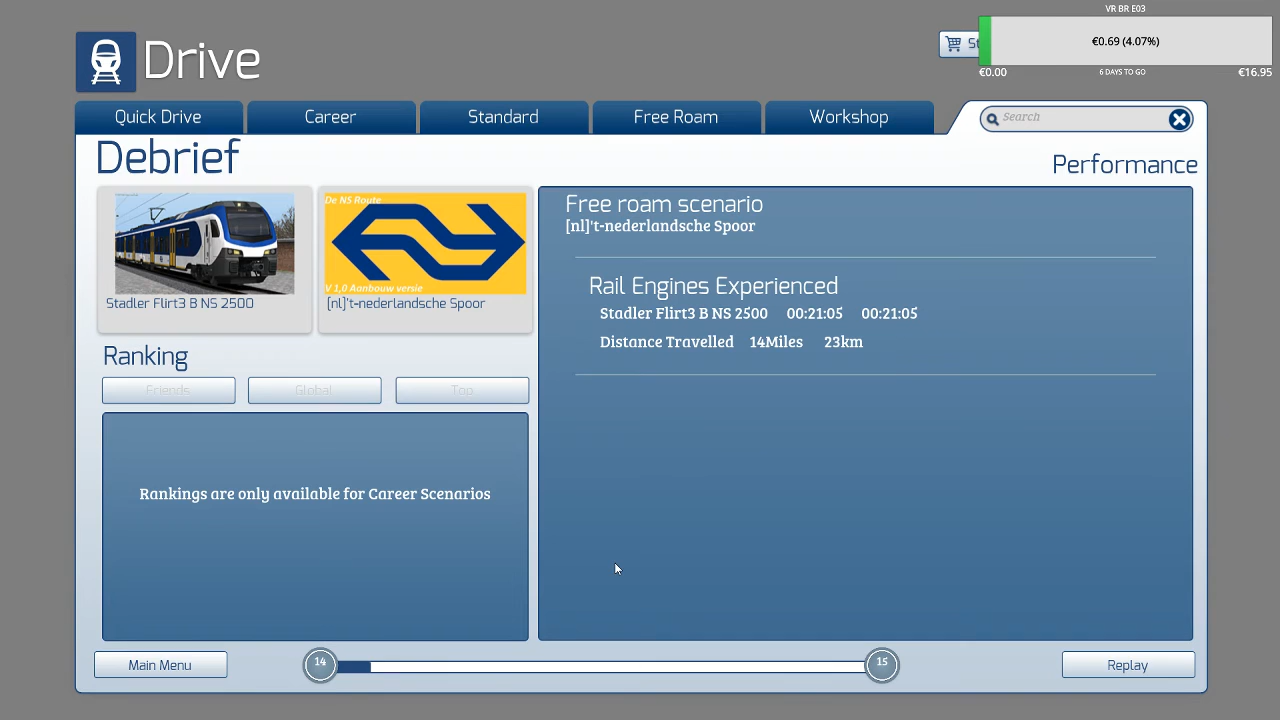 VR BR E03
€0.69 (4.07%)
€0.00
6 DAYS TO GO
€16.95
Drive
Quick Drive
Career
Standard
Free Roam
Workshop
Search
Debrief
Performance
De NS Route
V 1,0 Aanbouw versie
Stadler Flirt3 B NS 2500
[nl]'t-nederlandsche Spoor
Free roam scenario
[nl]'t-nederlandsche Spoor
Rail Engines Experienced
Stadler Flirt3 B NS 2500 00:21:05 00:21:05
Distance Travelled 14Miles 23km
Ranking
Friends
Global
Top
Rankings are only available for Career Scenarios
Main Menu
14
15
Replay